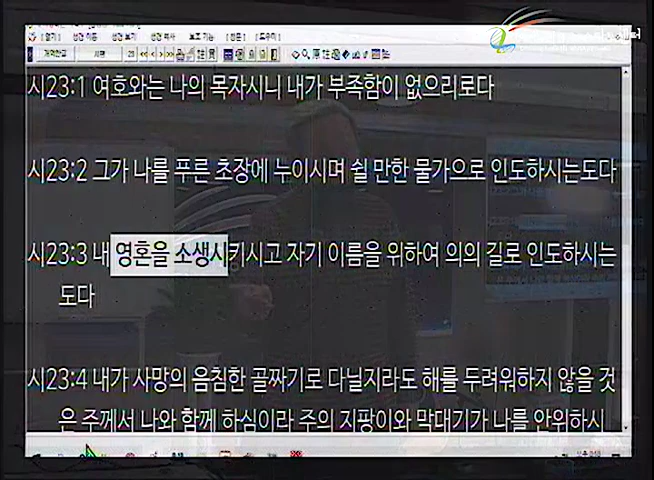 개역한글
시편
23
시23:1 여호와는 나의 목자시니 내가 부족함이 없으리로다
시23:2 그가 나를 푸른 초장에 누이시며 쉴 만한 물가으로 인도하시는도다
시23:3 내 영혼을 소생시키시고 자기 이름을 위하여 의의 길로 인도하시는
도다
시23:4 내가 사망의 음침한 골짜기로 다닐지라도 해를 두려워하지 않을 것
은 주께서 나와 함께 하심이라 주의 지팡이와 막대기가 나를 안위하시